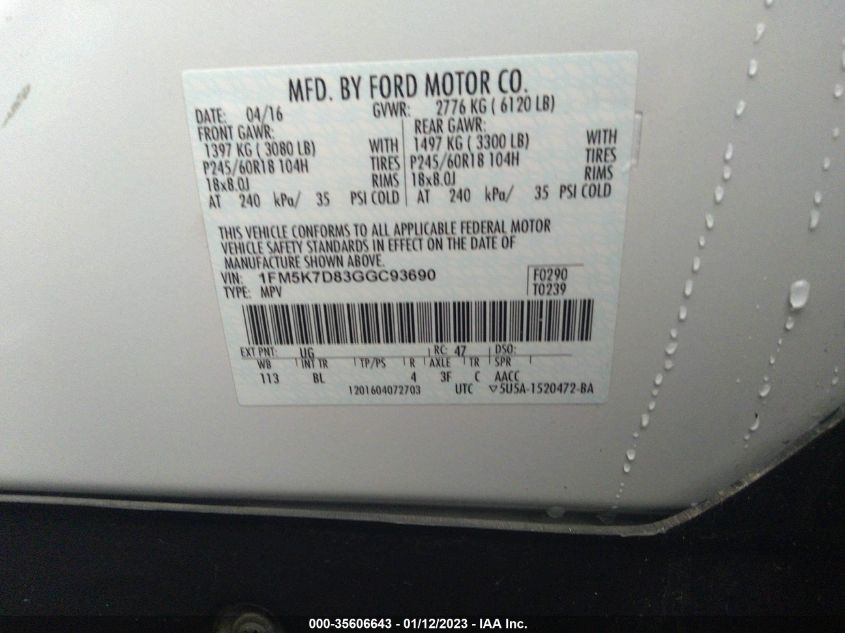 MFD. BY FORD MOTOR CO.
DATE: 04/16 GVWR: 2776 KG ( 6120 LB)
FRONT GAWR: REAR GAWR:
1397 KG ( 3080 LB) WITH 1497 KG ( 3300 LB) WITH
P245/60R18 104H TIRES P245/60R18 104H TIRES
18x8.0J RIMS 18x8.0J RIMS
AT 240 kPa/ 35 PSI COLD AT 240 kPa/ 35 PSI COLD
THIS VEHICLE CONFORMS TO ALL APPLICABLE FEDERAL MOTOR
VEHICLE SAFETY STANDARDS IN EFFECT ON THE DATE OF
MANUFACTURE SHOWN ABOVE.
VIN: 1FM5K7D83GGC93690 F0290
TYPE: MPV T0239
EXT PNT: UG RC: 47 DSO:
WB INT TR TP/PS R AXLE TR SPR
113 BL 4 3F C AACC
1201604072703 UTC ▽5U5A-1520472-BA
000-35606643 - 01/12/2023 - IAA Inc.